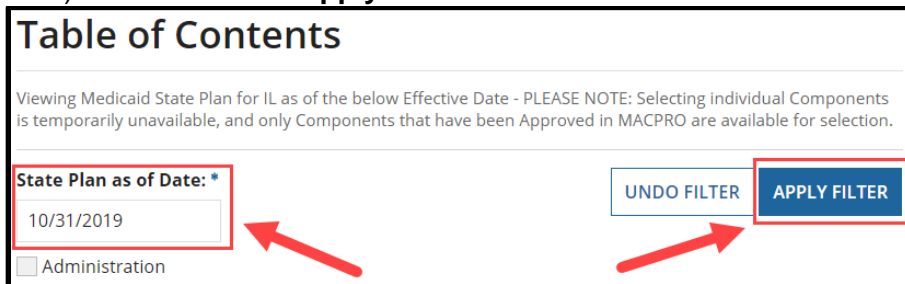 Apply
Table of Contents
Viewing Medicaid State Plan for IL as of the below Effective Date - PLEASE NOTE: Selecting individual Components
is temporarily unavailable, and only Components that have been Approved in MACPRO are available for selection.
State Plan as of Date: *
UNDO FILTER
APPLY FILTER
10/31/2019
Administration